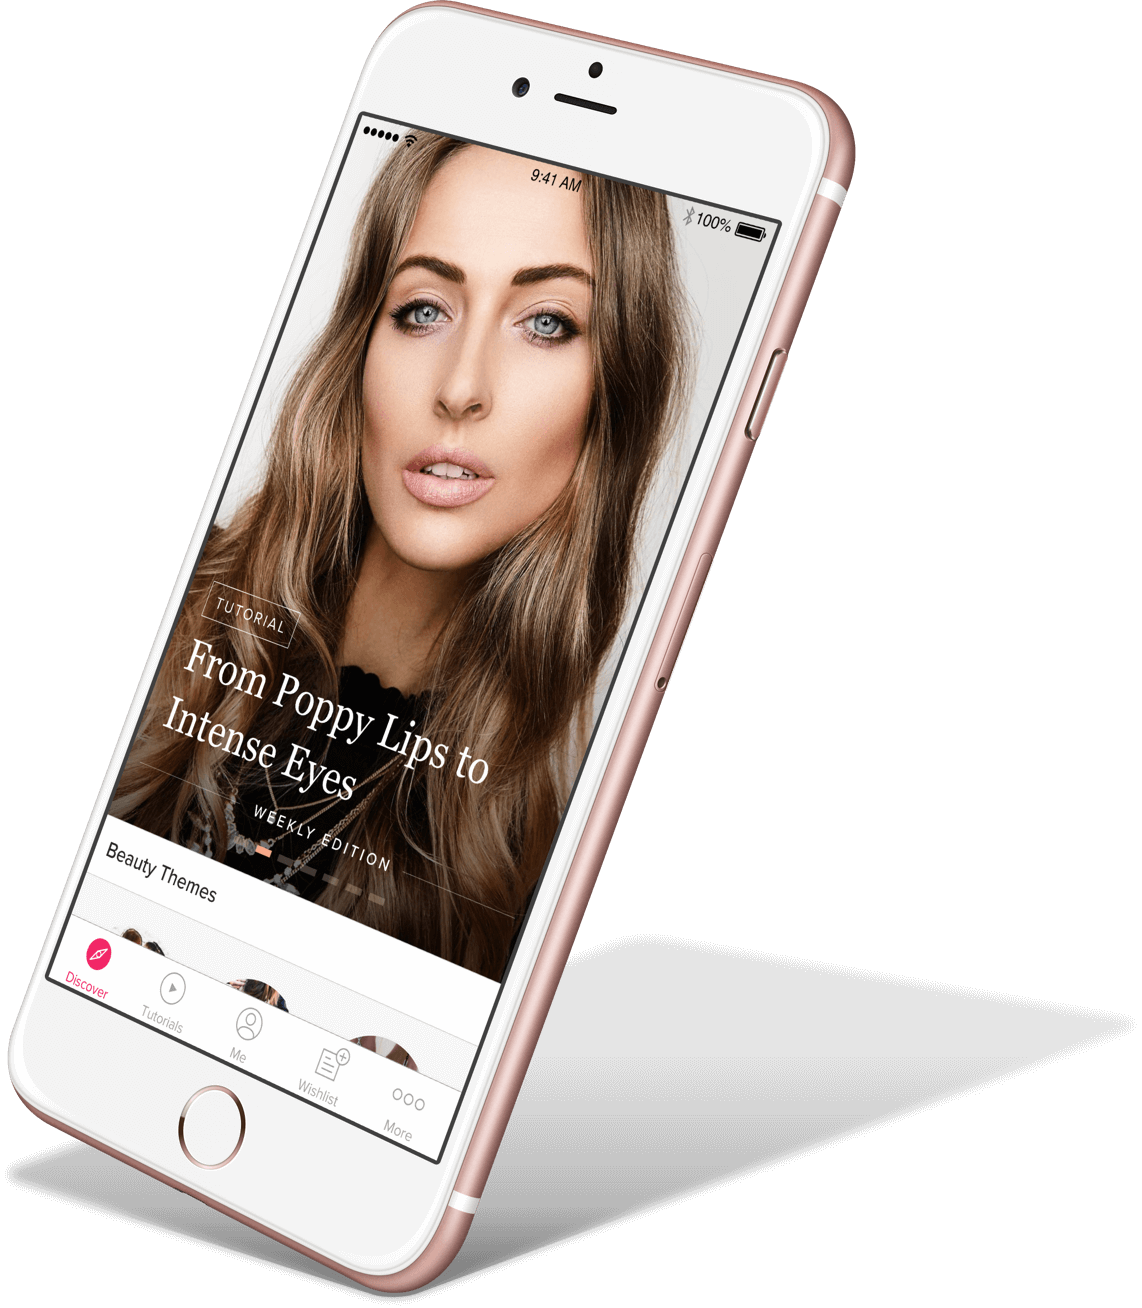 9:41 AM
100%
TUTORIAL
From Poppy Lips to
Intense Eyes
WEEKLY EDITION
Beauty Themes
Discover
Tutorials
Me
Wishlist
More